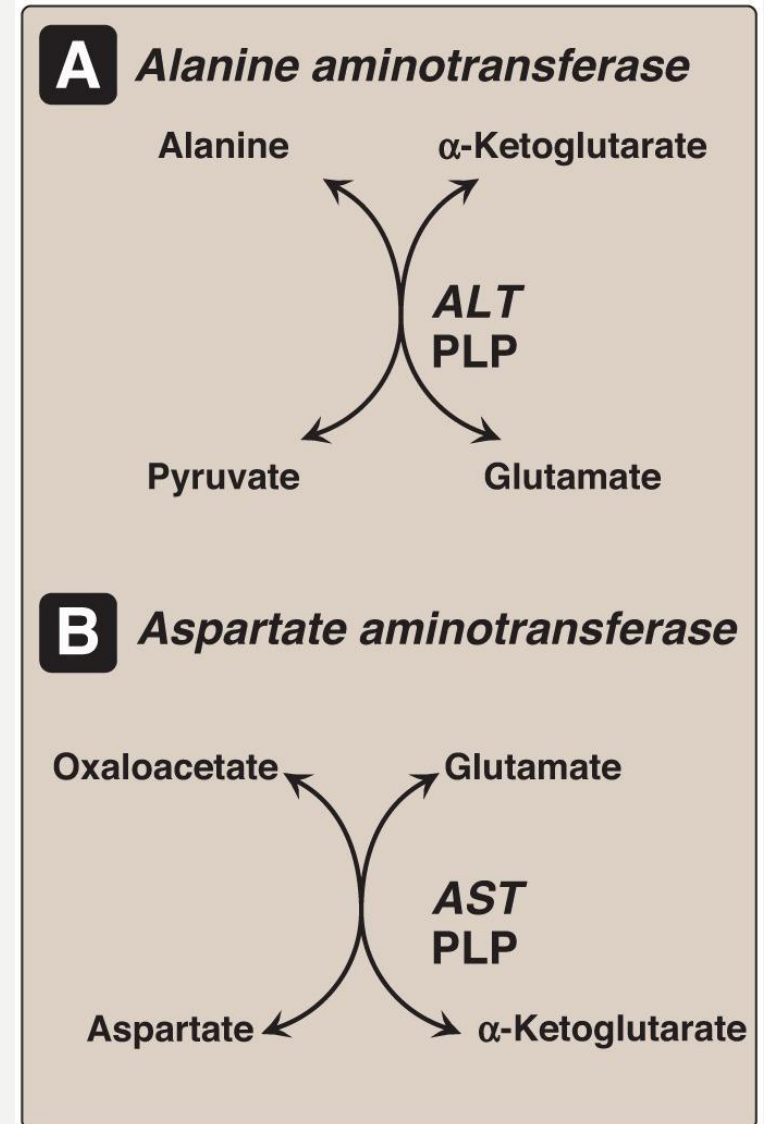 A Alanine aminotransferase
Alanine α-Ketoglutarate
ALT
PLP
Pyruvate Glutamate
B Aspartate aminotransferase
Oxaloacetate Glutamate
AST
PLP
Aspartate α-Ketoglutarate